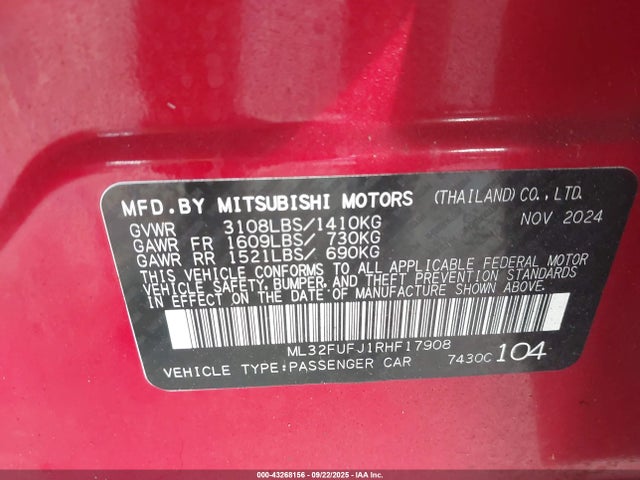 MFD.BY MITSUBISHI MOTORS (THAILAND)CO., LTD.
NOV 2024
GVWR 3108LBS/1410KG
GAWR FR 1609LBS/ 730KG
GAWR RR 1521LBS/ 690KG
THIS VEHICLE CONFORMS TO ALL APPLICABLE FEDERAL MOTOR
VEHICLE SAFETY, BUMPER, AND THEFT PREVENTION STANDARDS
IN EFFECT ON THE DATE OF MANUFACTURE SHOWN ABOVE.
ML32FUFJ1RHF17908
VEHICLE TYPE:PASSENGER CAR 7430C 104
000-43268156 - 09/22/2025 - IAA Inc.